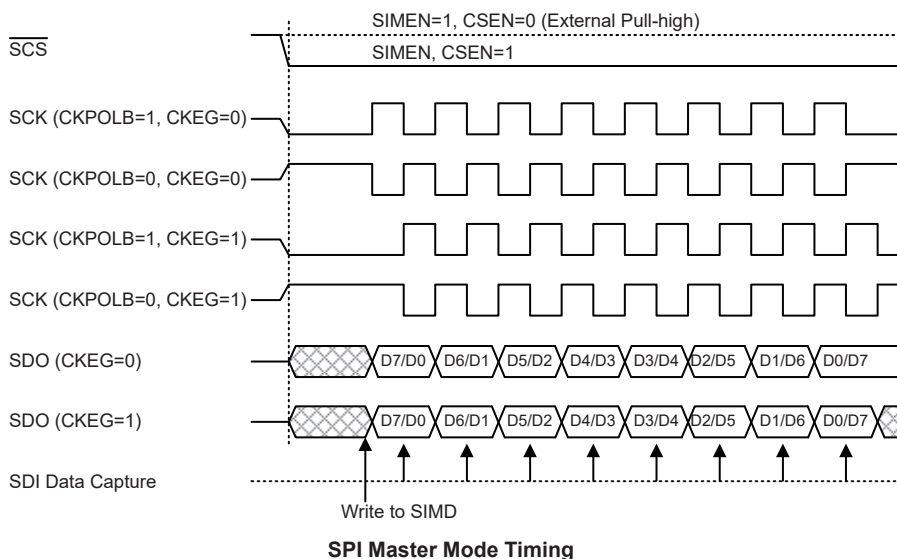 SIMEN=1, CSEN=0 (External Pull-high)
SCS
SIMEN, CSEN=1
SCK (CKPOLB=1, CKEG=0)
SCK (CKPOLB=0, CKEG=0)
SCK (CKPOLB=1, CKEG=1)
SCK (CKPOLB=0, CKEG=1)
SDO (CKEG=0) D7/D0 D6/D1 D5/D2 D4/D3 D3/D4 D2/D5 D1/D6 D0/D7
SDO (CKEG=1) D7/D0 D6/D1 D5/D2 D4/D3 D3/D4 D2/D5 D1/D6 D0/D7
SDI Data Capture
Write to SIMD
SPI Master Mode Timing